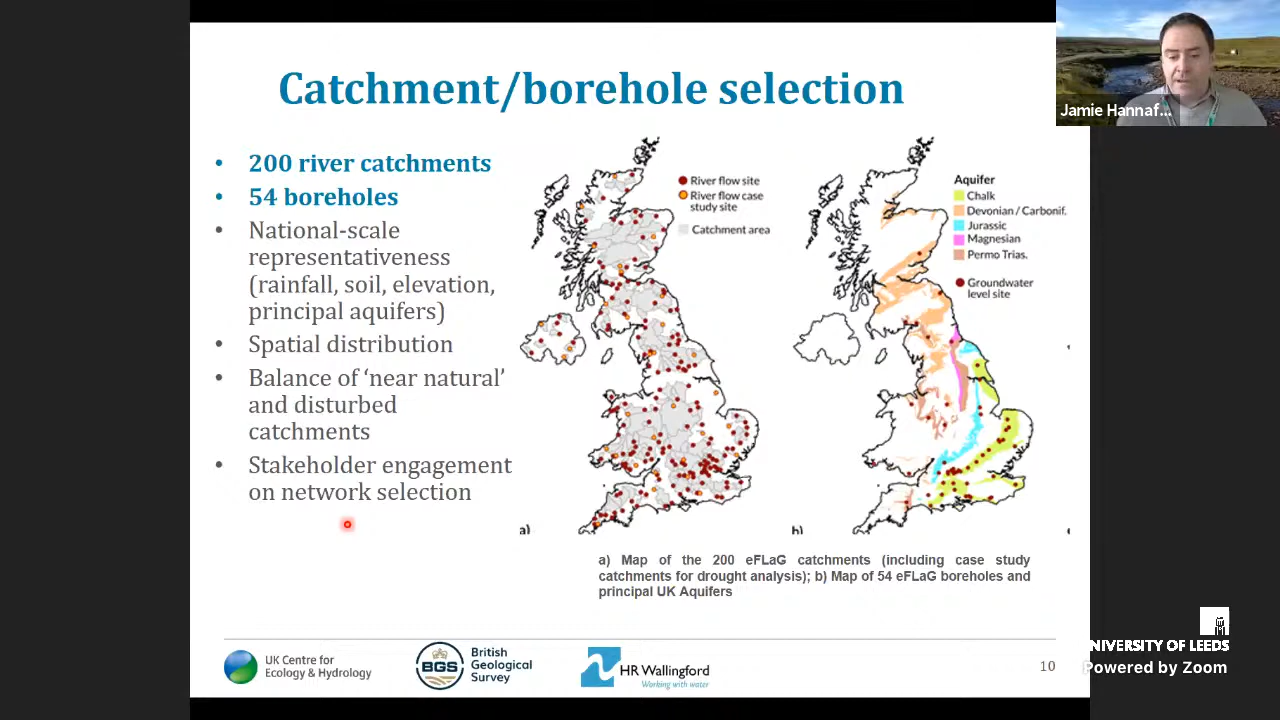 Catchment/borehole selection
• 200 river catchments
• 54 boreholes
• National-scale
representativeness
(rainfall, soil, elevation,
principal aquifers)
• Spatial distribution
• Balance of ‘near natural’
and disturbed
catchments
• Stakeholder engagement
on network selection
River flow site
River flow case
study site
Catchment area
a)
Aquifer
Chalk
Devonian / Carbonif.
Jurassic
Magnesian
Permo Trias.
Groundwater
level site
b)
a) Map of the 200 eFLaG catchments (including case study
catchments for drought analysis); b) Map of 54 eFLaG boreholes and
principal UK Aquifers
UK Centre for
Ecology & Hydrology
BGS
British
Geological
Survey
HR Wallingford
Working with water
10
Jamie Hannaf...
UNIVERSITY OF LEEDS
Powered by Zoom